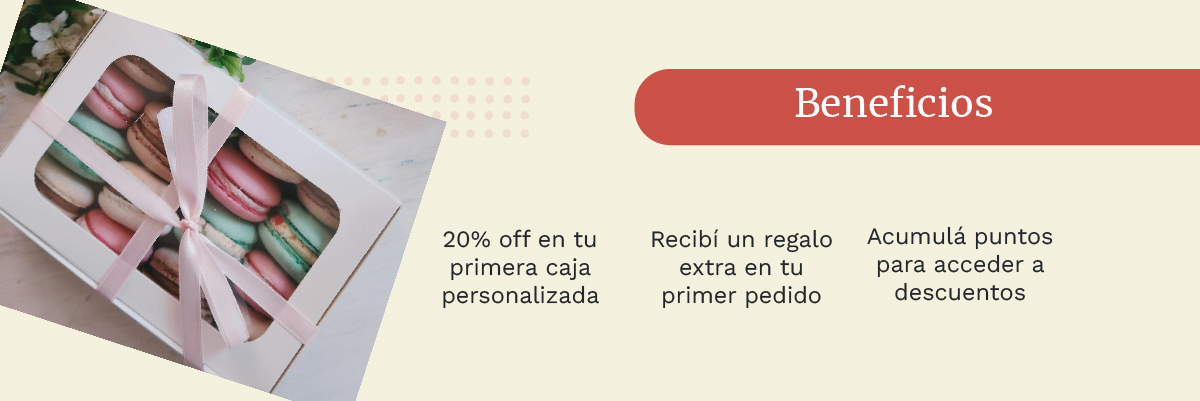 Beneficios
20% off en tu
primera caja
personalizada
Recibí un regalo
extra en tu
primer pedido
Acumulá puntos
para acceder a
descuentos